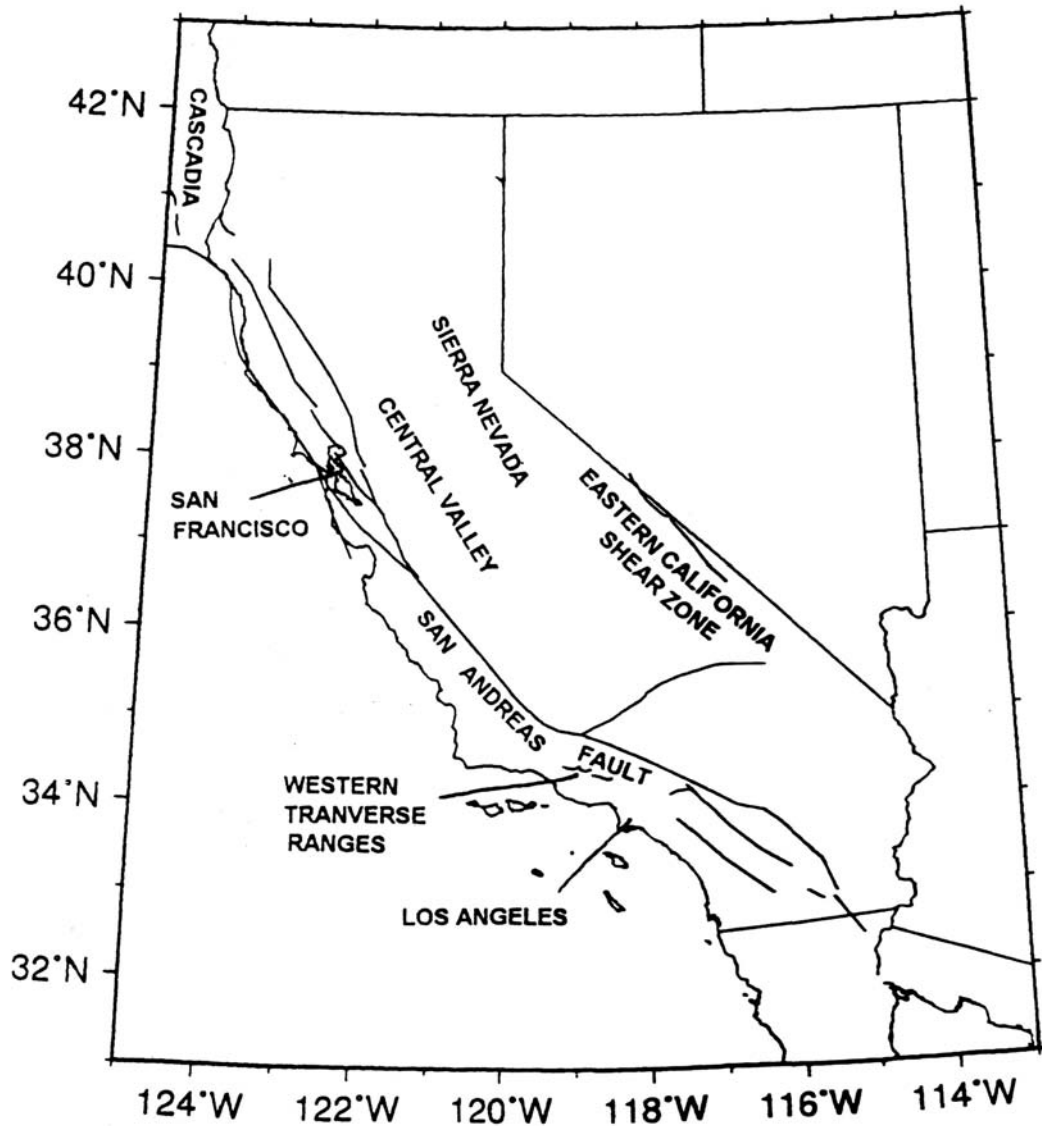 42°N
CASCADIA
40°N
SIERRA NEVADA
38°N
CENTRAL VALLEY
SAN
FRANCISCO
EASTERN CALIFORNIA
SHEAR ZONE
36°N
SAN ANDREAS FAULT
34°N
WESTERN
TRANVERSE
RANGES
LOS ANGELES
32°N
124°W 122°W 120°W 118°W 116°W 114°W